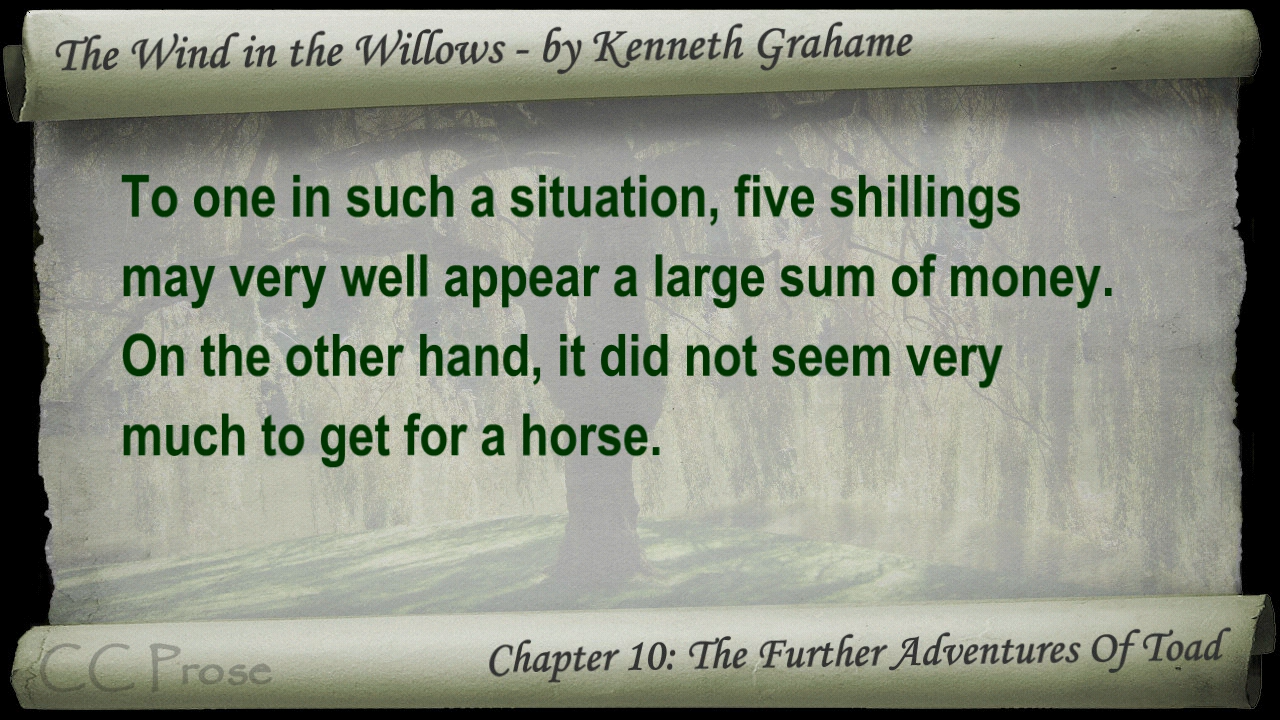 The Wind in the Willows - by Kenneth Grahame
To one in such a situation, five shillings
may very well appear a large sum of money.
On the other hand, it did not seem very
much to get for a horse.
CC Prose
Chapter 10: The Further Adventures Of Toad